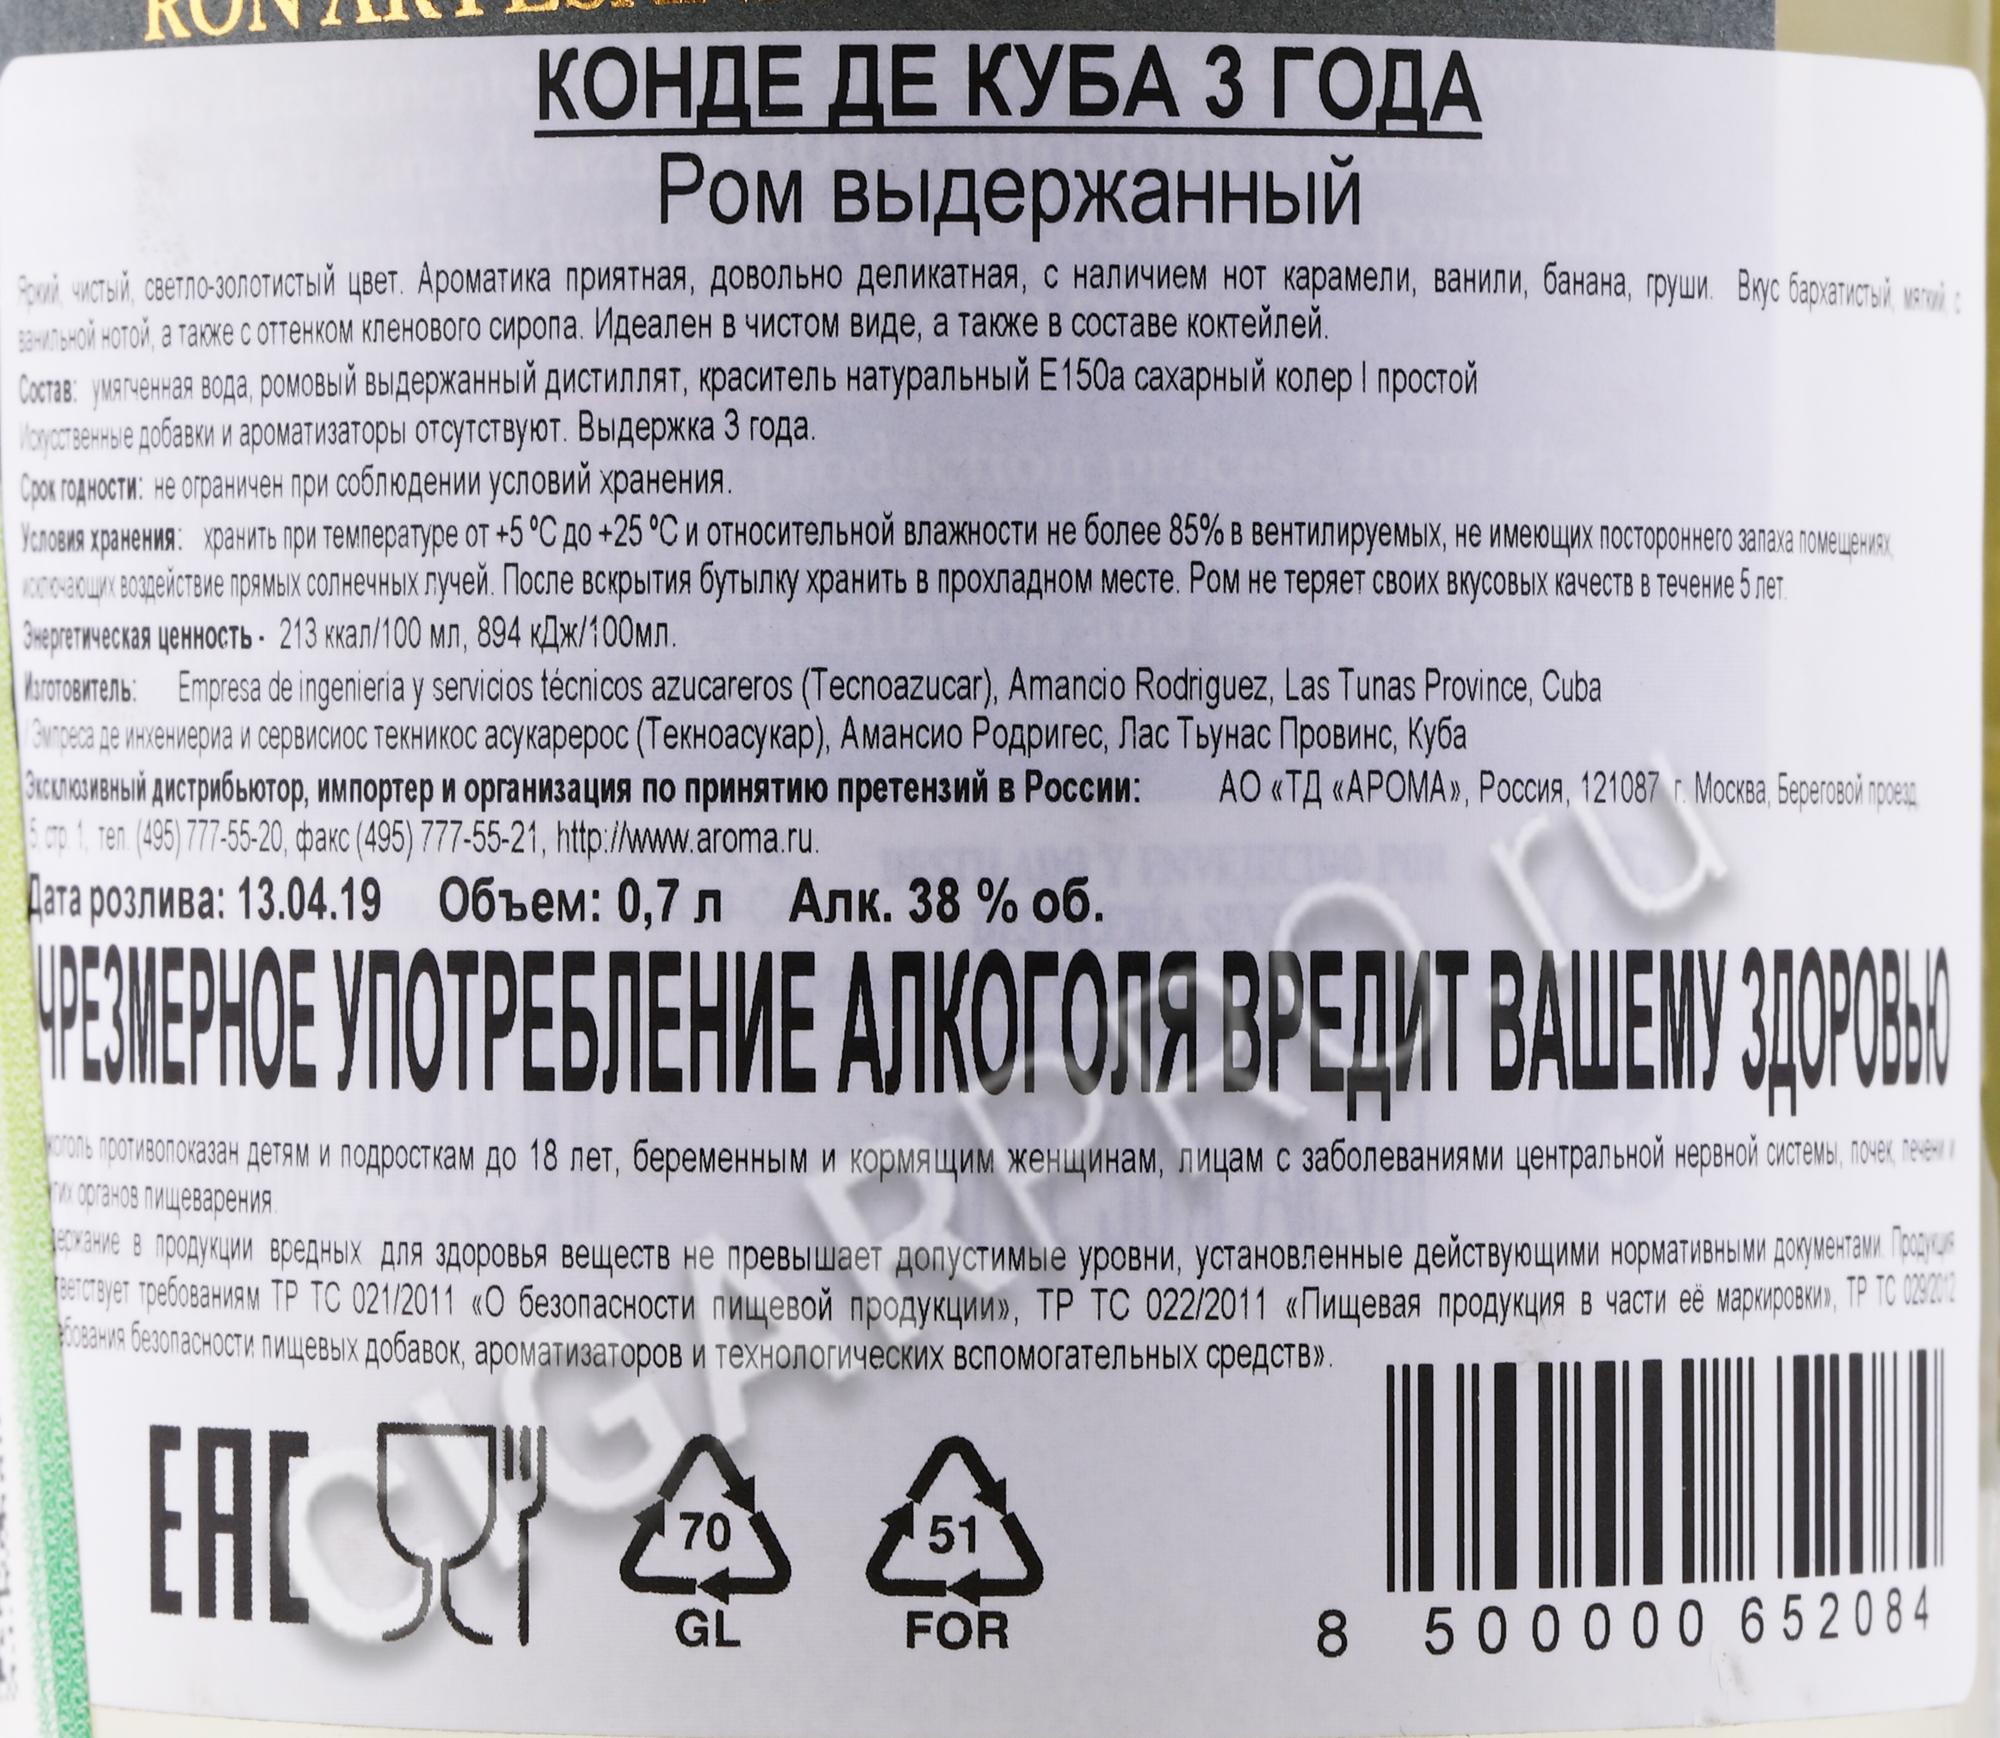 КОНДЕ ДЕ КУБА 3 ГОДА
Ром выдержанный
Яркий, чистый, светло-золотистый цвет. Ароматика приятная, довольно деликатная, с наличием нот карамели, ванили, банана, груши. Вкус бархатистый, мягкий, с
ванильной нотой, а также с оттенком кленового сиропа. Идеален в чистом виде, а также в составе коктейлей.
Состав: умягченная вода, ромовый выдержанный дистиллят, краситель натуральный Е150а сахарный колер I простой
Искусственные добавки и ароматизаторы отсутствуют. Выдержка 3 года.
Срок годности: не ограничен при соблюдении условий хранения.
Условия хранения: хранить при температуре от +5 ºС до +25 ºС и относительной влажности не более 85% в вентилируемых, не имеющих постороннего запаха помещениях,
исключающих воздействие прямых солнечных лучей. После вскрытия бутылку хранить в прохладном месте. Ром не теряет своих вкусовых качеств в течение 5 лет.
Энергетическая ценность - 213 ккал/100 мл, 894 кДж/100мл.
Изготовитель: Empresa de ingenieria y servicios técnicos azucareros (Tecnoazucar), Amancio Rodriguez, Las Tunas Province, Cuba
/ Эмпреса де инхениериа и сервисиос текникос асукарерос (Текноасукар), Амансио Родригес, Лас Тьунас Провинс, Куба
Эксклюзивный дистрибьютор, импортер и организация по принятию претензий в России: АО «ТД «АРОМА», Россия, 121087, г. Москва, Береговой проезд,
5, стр. 1, тел. (495) 777-55-20, факс (495) 777-55-21, http://www.aroma.ru.
Дата розлива: 13.04.19 Объем: 0,7 л Алк. 38 % об.
ЧРЕЗМЕРНОЕ УПОТРЕБЛЕНИЕ АЛКОГОЛЯ ВРЕДИТ ВАШЕМУ ЗДОРОВЬЮ
коголь противопоказан детям и подросткам до 18 лет, беременным и кормящим женщинам, лицам с заболеваниями центральной нервной системы, почек, печени и
гих органов пищеварения.
держание в продукции вредных для здоровья веществ не превышает допустимые уровни, установленные действующими нормативными документами. Продукция
тветствует требованиям ТР ТС 021/2011 «О безопасности пищевой продукции», ТР ТС 022/2011 «Пищевая продукция в части её маркировки», ТР ТС 029/2012
ебования безопасности пищевых добавок, ароматизаторов и технологических вспомогательных средств».
EAC
70
GL
51
FOR
8 500000 652084
CIGARPRO.ru